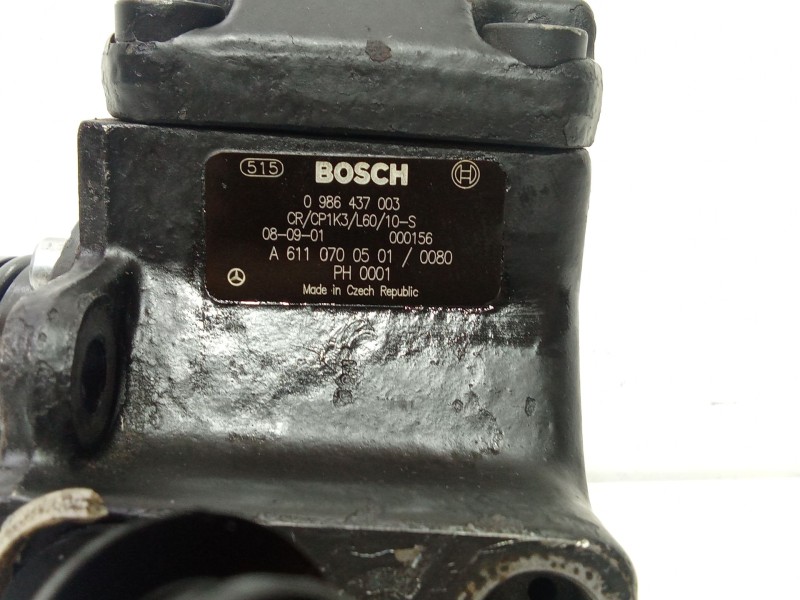 515 BOSCH
0 986 437 003
CR/CP1K3/L60/10-S
08-09-01 000156
A 611 070 05 01 / 0080
PH 0001
Made in Czech Republic